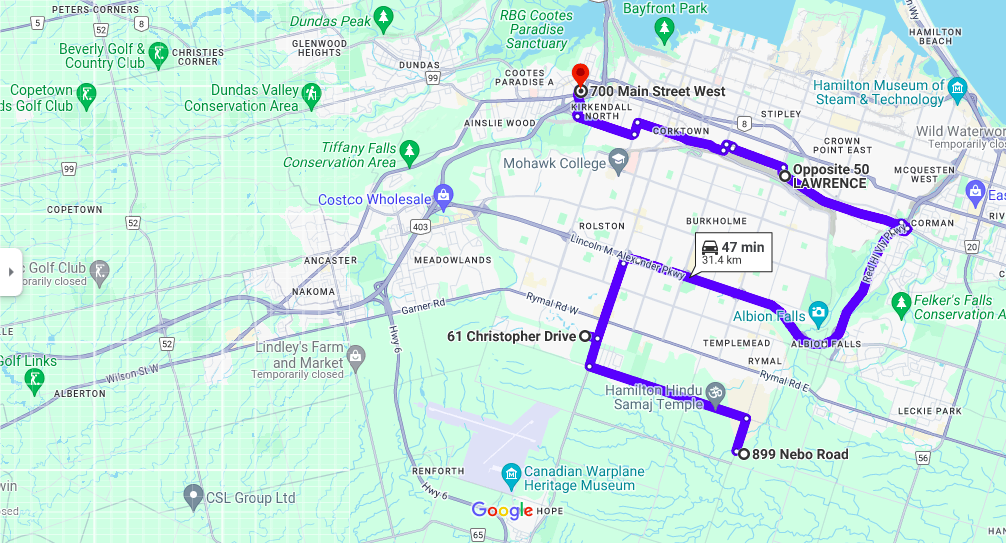 PETERS CORNERS
5
8
Dundas Peak
RBG Cootes
Paradise
Sanctuary
Bayfront Park
HAMILTON
BEACH
Beverly Golf &
Country Club
CHRISTIES
CORNER
GLENWOOD
HEIGHTS
DUNDAS
99
COOTES
PARADISE A
700 Main Street West
Hamilton Museum of
Steam & Technology
Copetown
ds Golf Club
Dundas Valley
Conservation Area
KIRKENDALL
NORTH
AINSLIE WOOD
CORKTOWN
8
STIPLEY
Wild Waterwo
Temporarily clos
CROWN
POINT EAST
Tiffany Falls
Conservation Area
Mohawk College
Opposite 50
LAWRENCE
MCQUESTEN
WEST
99
Costco Wholesale
Eas
COPETOWN
52
403
ROLSTON
BURKHOLME
CORMAN
RIV
20
Lincoln M. Alexander Pkwy
47 min
31.4 km
Red Hill Valley Pkwy
c Golf Club
porarily closed
ANCASTER
MEADOWLANDS
NAKOMA
Garner Rd
Rymal Rd W
Albion Falls
Felker's Falls
Conservation A
61 Christopher Drive
TEMPLEMEAD
ALBION FALLS
52
Hwy 6
Lindley's Farm
and Market
Temporarily closed
RYMAL
Rymal Rd E
Golf Links
Wilson St W
ALBERTON
Hamilton Hindu
Samaj Temple
LECKIE PARK
899 Nebo Road
56
RENFORTH
Canadian Warplane
Heritage Museum
Hwy 6
CSL Group Ltd
Google
HOPE
65